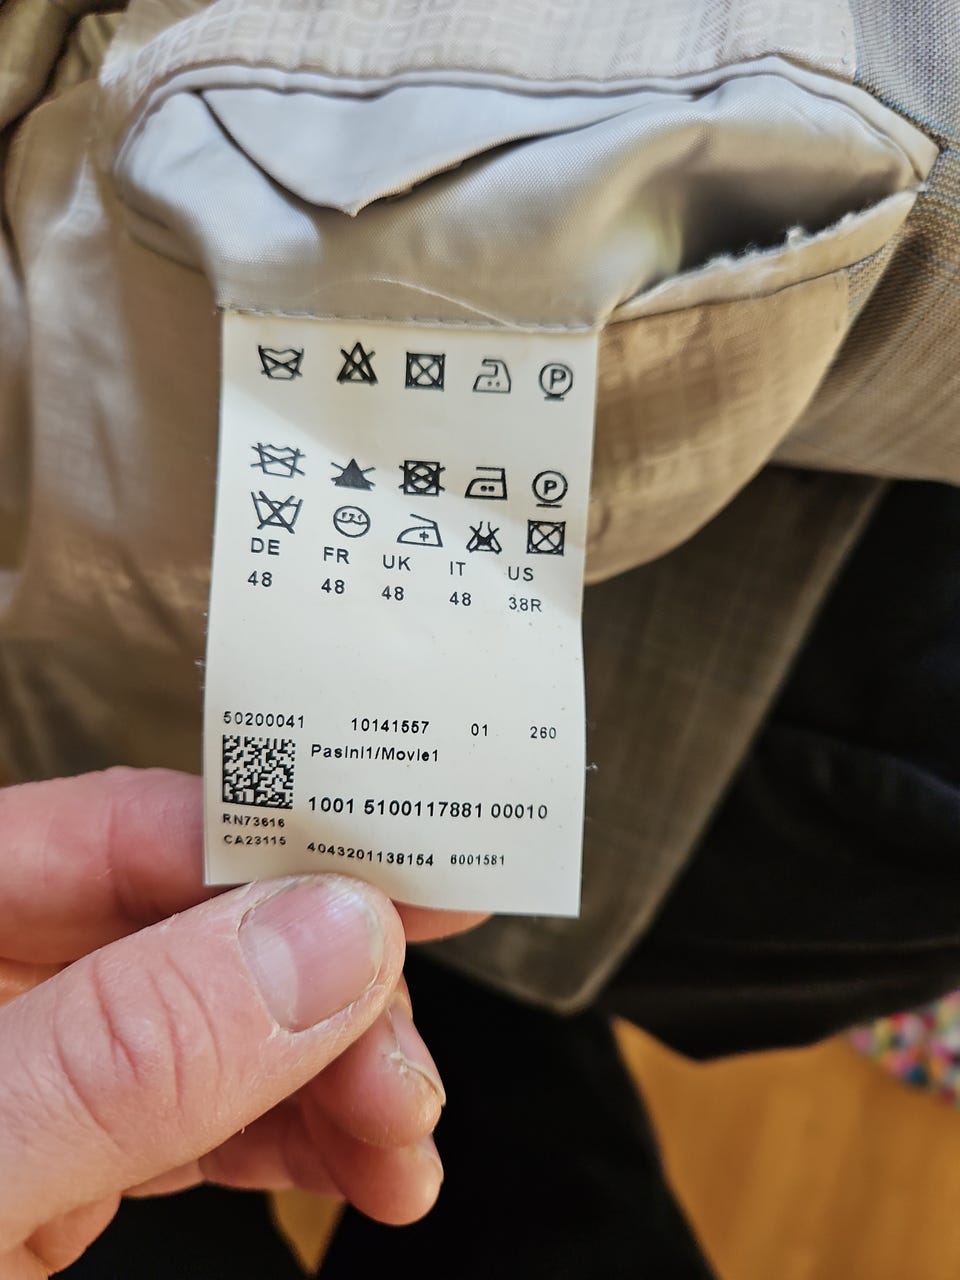 P
P
DE FR UK IT US
48 48 48 48 38R
50200041 10141557 01 260
Pasini1/Movie1
1001 5100117881 00010
RN73616
CA23115 4043201138154 6001581